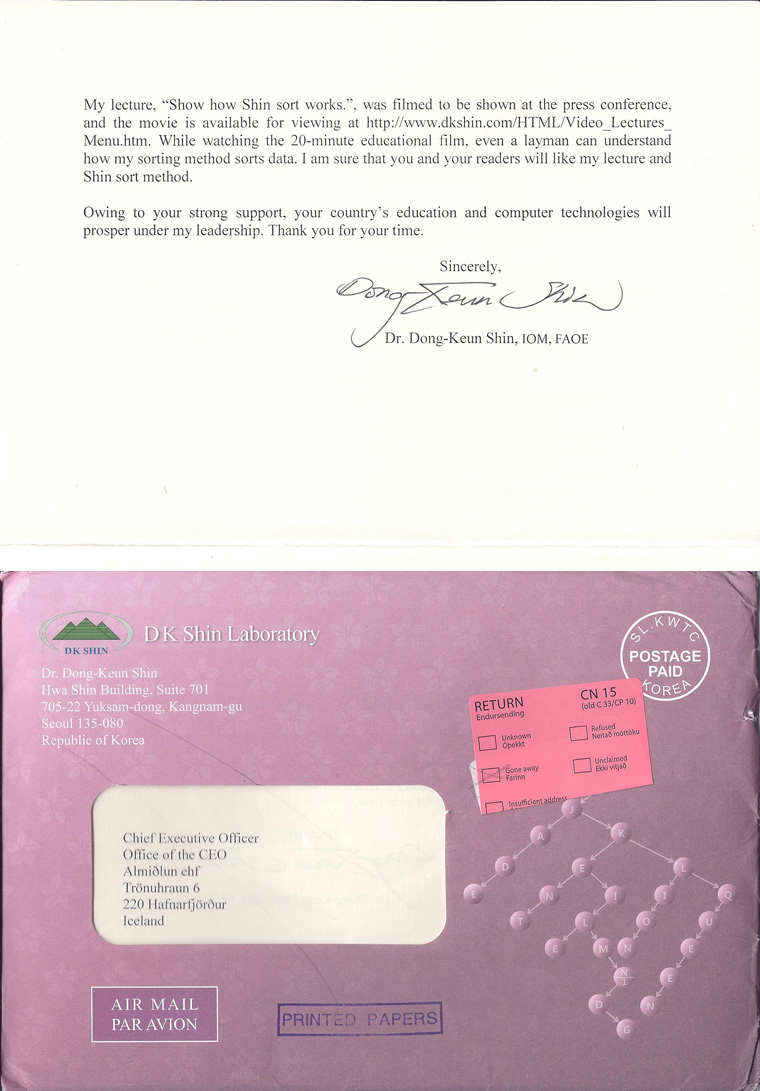 My lecture, “Show how Shin sort works.”, was filmed to be shown at the press conference,
and the movie is available for viewing at http://www.dkshin.com/HTML/Video_Lectures_
Menu.htm. While watching the 20-minute educational film, even a layman can understand
how my sorting method sorts data. I am sure that you and your readers will like my lecture and
Shin sort method.
Owing to your strong support, your country’s education and computer technologies will
prosper under my leadership. Thank you for your time.
Sincerely,
Dong-Keun Shin
Dr. Dong-Keun Shin, IOM, FAOE
DK SHIN
DK Shin Laboratory
Dr. Dong-Keun Shin
Hwa Shin Building, Suite 701
705-22 Yuksam-dong, Kangnam-gu
Seoul 135-080
Republic of Korea
SL.KWTC
POSTAGE
PAID
KOREA
RETURN
Endursending
CN 15
(old C 33/CP 10)
Unknown
Óþekkt
Refused
Neitað móttöku
Gone away
Farinn
Unclaimed
Ekki vitjað
Insufficient address
Chief Executive Officer
Office of the CEO
Almiðlun ehf
Trönuhraun 6
220 Hafnarfjörður
Iceland
J
A
K
D
E
L
E
N
I
I
Q
T
L
O
U
E
M
N
E
N
E
D
N
G
AIR MAIL
PAR AVION
PRINTED PAPERS